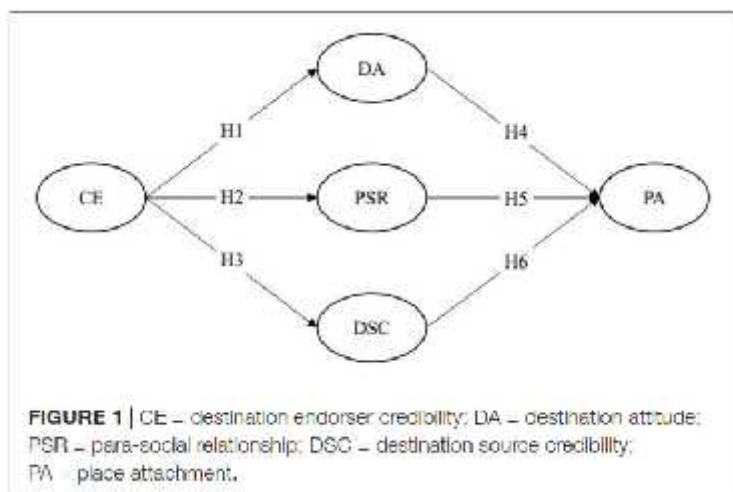 DA
H1
H4
CE
H2
PSR
H5
PA
H3
H6
DSC
FIGURE 1 | CE – destination endorser credibility; DA – destination attitude;
PSR – para-social relationship; DSC – destination source credibility;
PA – place attachment.